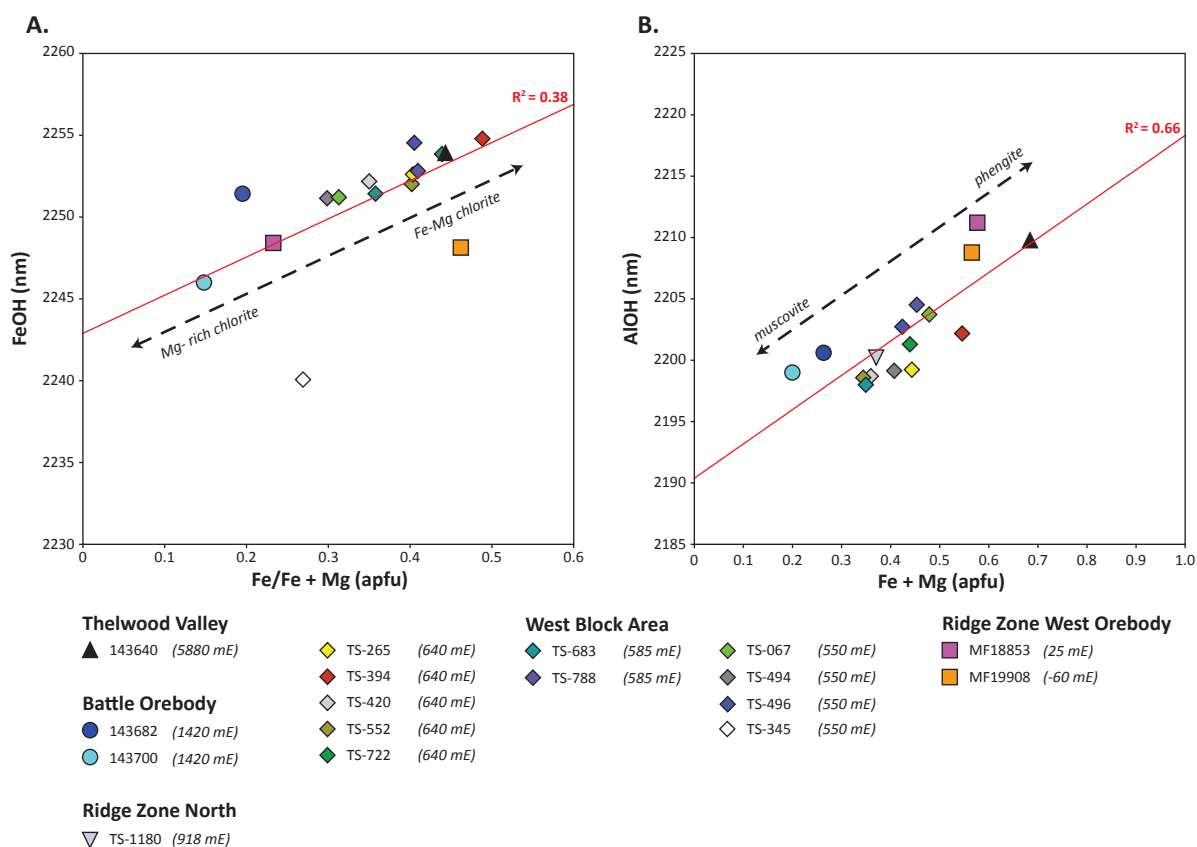 A.
2260
2255
2250
2245
2240
2235
2230
FeOH (nm)
0
0.1
0.2
0.3
0.4
0.5
0.6
Fe/Fe + Mg (apfu)
R² = 0.38
Fe-Mg chlorite
Mg- rich chlorite
B.
2225
2220
2215
2210
2205
2200
2195
2190
2185
AlOH (nm)
0
0.1
0.2
0.3
0.4
0.5
0.6
0.7
0.8
0.9
1.0
Fe + Mg (apfu)
R² = 0.66
phengite
muscovite
Thelwood Valley
143640 (5880 mE)
Battle Orebody
143682 (1420 mE)
143700 (1420 mE)
Ridge Zone North
TS-1180 (918 mE)
TS-265 (640 mE)
TS-394 (640 mE)
TS-420 (640 mE)
TS-552 (640 mE)
TS-722 (640 mE)
West Block Area
TS-683 (585 mE)
TS-788 (585 mE)
TS-067 (550 mE)
TS-494 (550 mE)
TS-496 (550 mE)
TS-345 (550 mE)
Ridge Zone West Orebody
MF18853 (25 mE)
MF19908 (-60 mE)